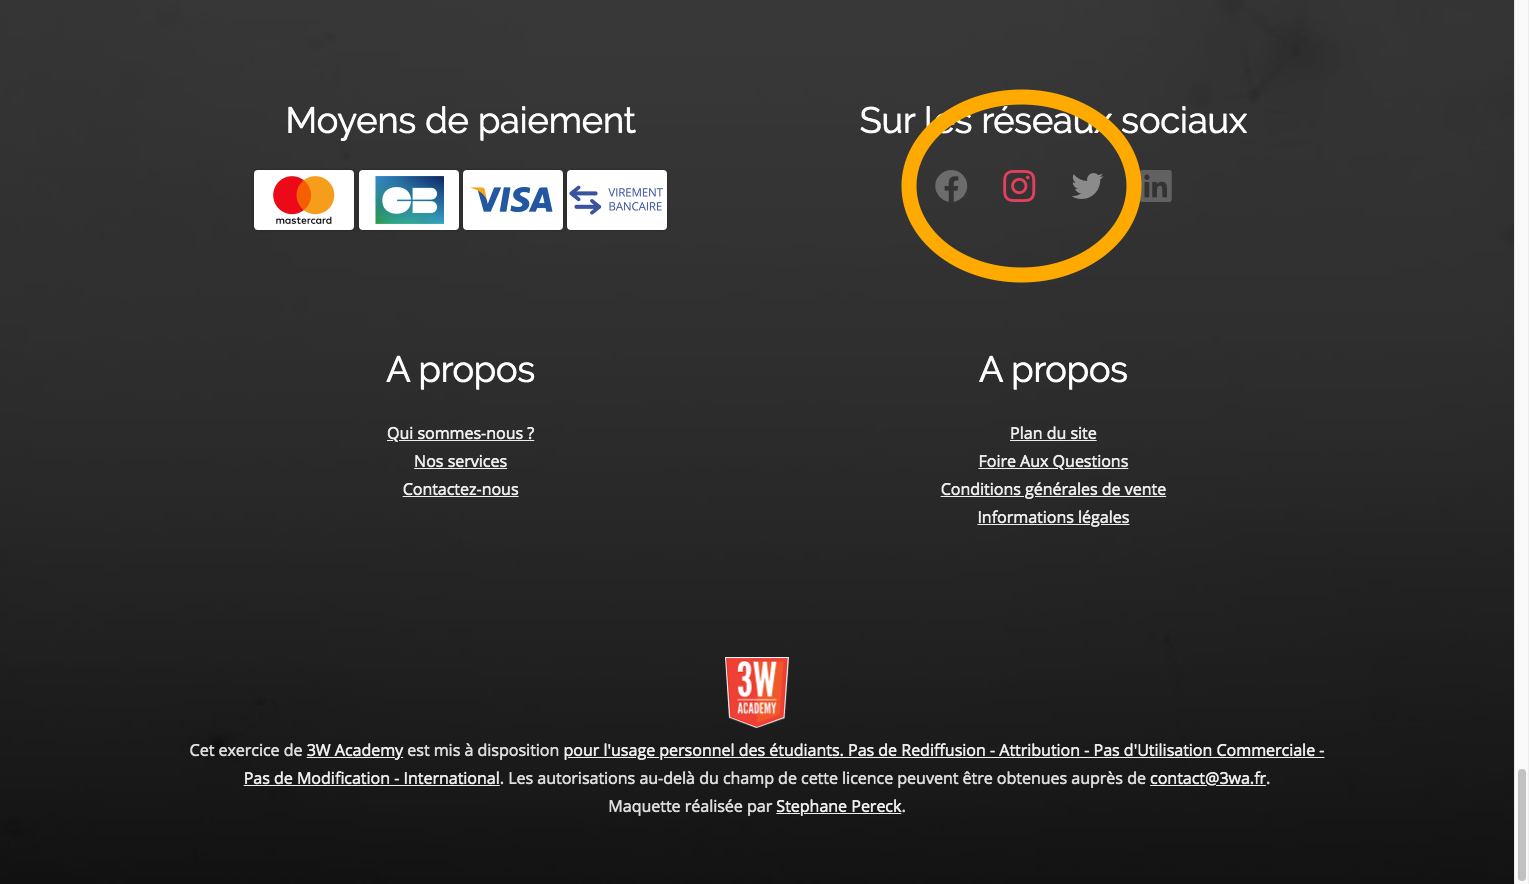 Moyens de paiement
mastercard
CB
VISA
VIREMENT
BANCAIRE
Sur les réseaux sociaux
in
A propos
Qui sommes-nous ?
Nos services
Contactez-nous
A propos
Plan du site
Foire Aux Questions
Conditions générales de vente
Informations légales
3W
ACADEMY
Cet exercice de 3W Academy est mis à disposition pour l'usage personnel des étudiants. Pas de Rediffusion - Attribution - Pas d'Utilisation Commerciale -
Pas de Modification - International. Les autorisations au-delà du champ de cette licence peuvent être obtenues auprès de contact@3wa.fr.
Maquette réalisée par Stephane Pereck.